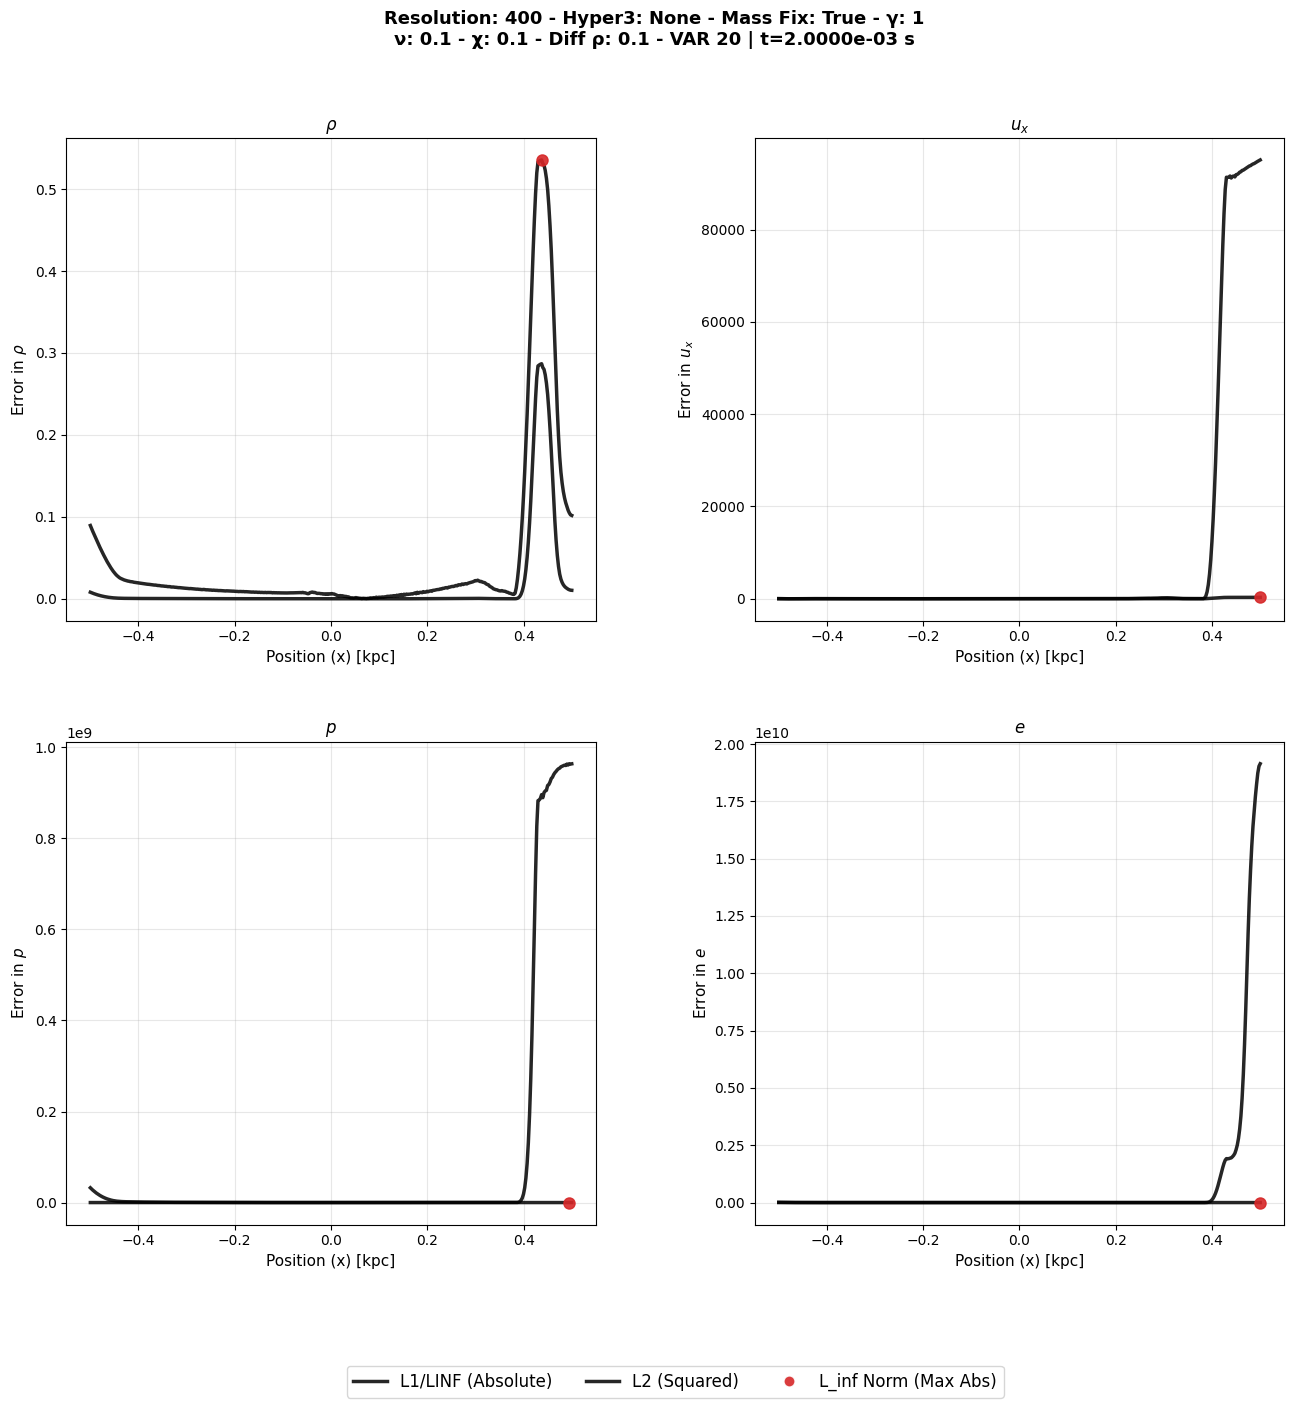 Resolution: 400 - Hyper3: None - Mass Fix: True - γ: 1
ν: 0.1 - χ: 0.1 - Diff ρ: 0.1 - VAR 20 | t=2.0000e-03 s
ρ
Error in ρ
0.5
0.4
0.3
0.2
0.1
0.0
−0.4 −0.2 0.0 0.2 0.4
Position (x) [kpc]
u_x
Error in u_x
80000
60000
40000
20000
0
−0.4 −0.2 0.0 0.2 0.4
Position (x) [kpc]
p
1e9
Error in p
1.0
0.8
0.6
0.4
0.2
0.0
−0.4 −0.2 0.0 0.2 0.4
Position (x) [kpc]
e
1e10
Error in e
2.00
1.75
1.50
1.25
1.00
0.75
0.50
0.25
0.00
−0.4 −0.2 0.0 0.2 0.4
Position (x) [kpc]
L1/LINF (Absolute) L2 (Squared) L_inf Norm (Max Abs)